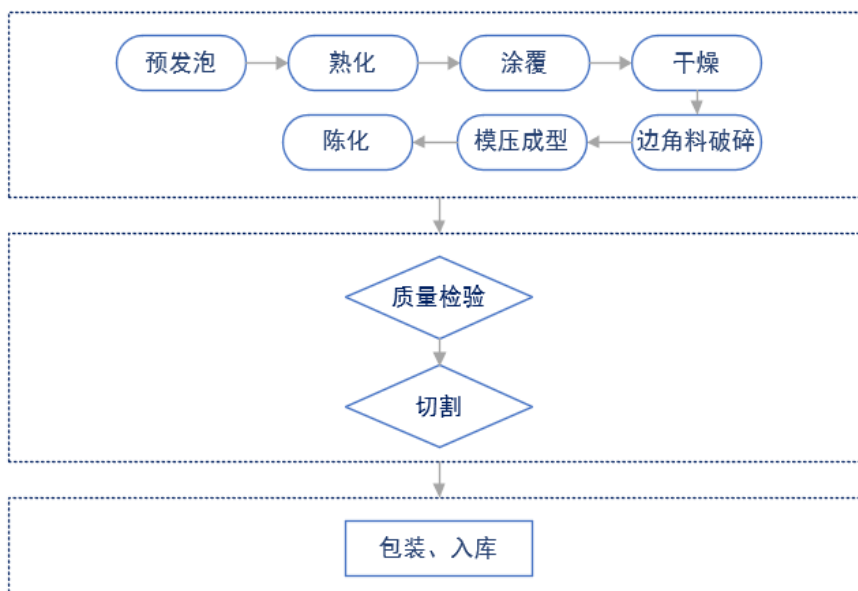 预发泡
熟化
涂覆
干燥
陈化
模压成型
边角料破碎
质量检验
切割
包装、入库